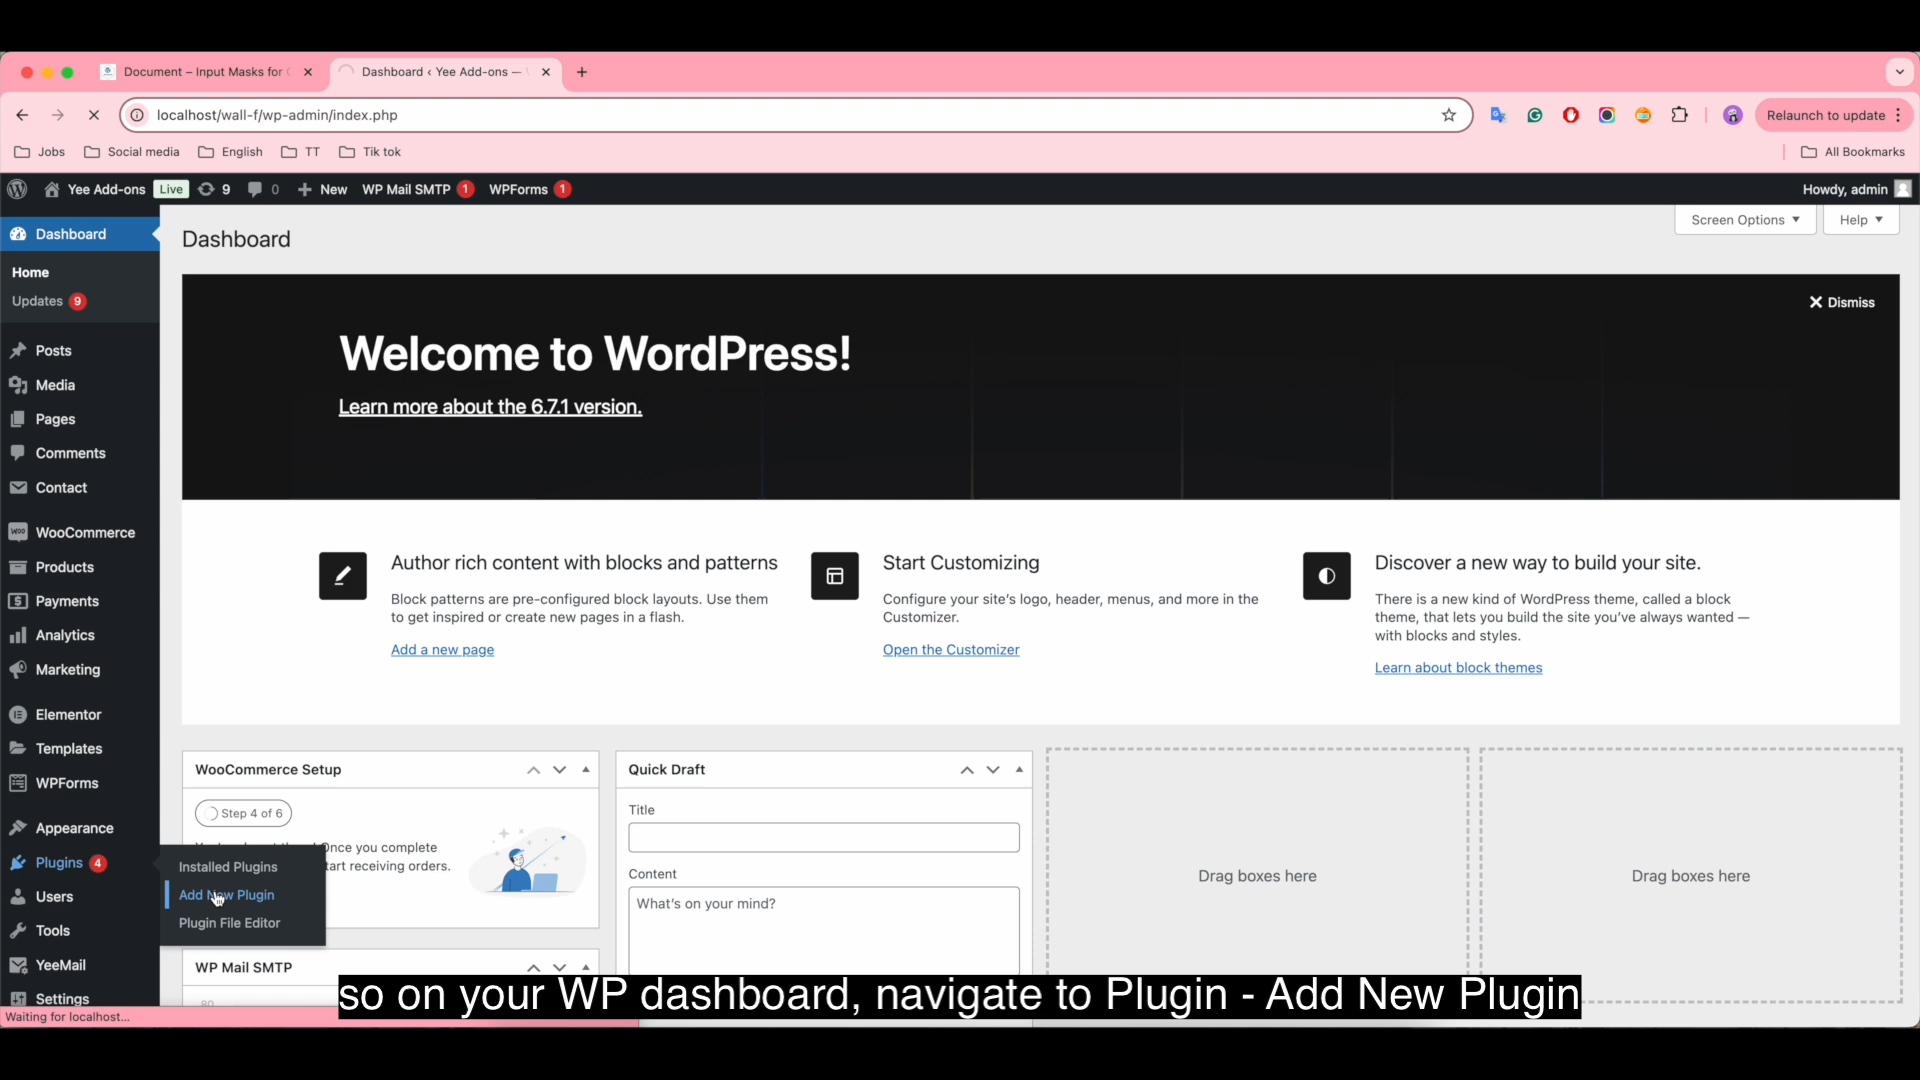 Document – Input Masks for
Dashboard ‹ Yee Add-ons —
localhost/wall-f/wp-admin/index.php
Relaunch to update
Jobs
Social media
English
TT
Tik tok
All Bookmarks
Yee Add-ons
Live
9
0
New
WP Mail SMTP 1
WPForms 1
Howdy, admin
Dashboard
Home
Updates 9
Posts
Media
Pages
Comments
Contact
WooCommerce
Products
Payments
Analytics
Marketing
Elementor
Templates
WPForms
Appearance
Plugins 4
Users
Tools
YeeMail
Settings
Installed Plugins
Add New Plugin
Plugin File Editor
Dashboard
Screen Options
Help
Dismiss
Welcome to WordPress!
Learn more about the 6.7.1 version.
Author rich content with blocks and patterns
Block patterns are pre-configured block layouts. Use them
to get inspired or create new pages in a flash.
Add a new page
Start Customizing
Configure your site's logo, header, menus, and more in the
Customizer.
Open the Customizer
Discover a new way to build your site.
There is a new kind of WordPress theme, called a block
theme, that lets you build the site you've always wanted —
with blocks and styles.
Learn about block themes
WooCommerce Setup
Step 4 of 6
Once you complete
start receiving orders.
WP Mail SMTP
80
Quick Draft
Title
Content
What's on your mind?
Drag boxes here
Drag boxes here
so on your WP dashboard, navigate to Plugin - Add New Plugin
Waiting for localhost...